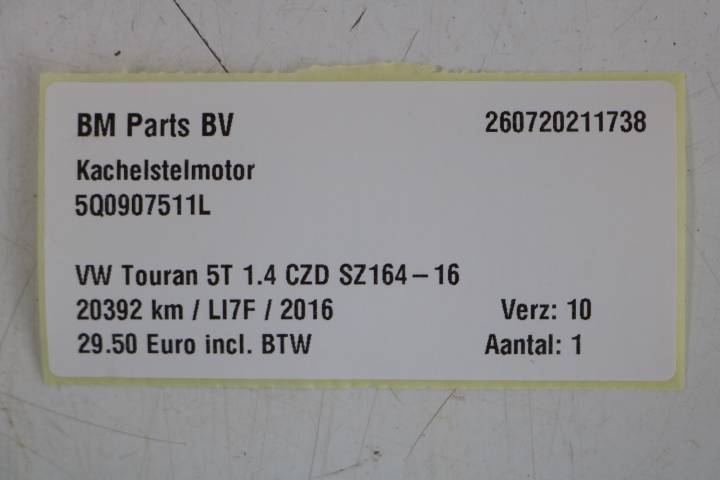 BM Parts BV 260720211738
Kachelstelmotor
5Q0907511L
VW Touran 5T 1.4 CZD SZ164-16
20392 km / LI7F / 2016 Verz: 10
29.50 Euro incl. BTW Aantal: 1